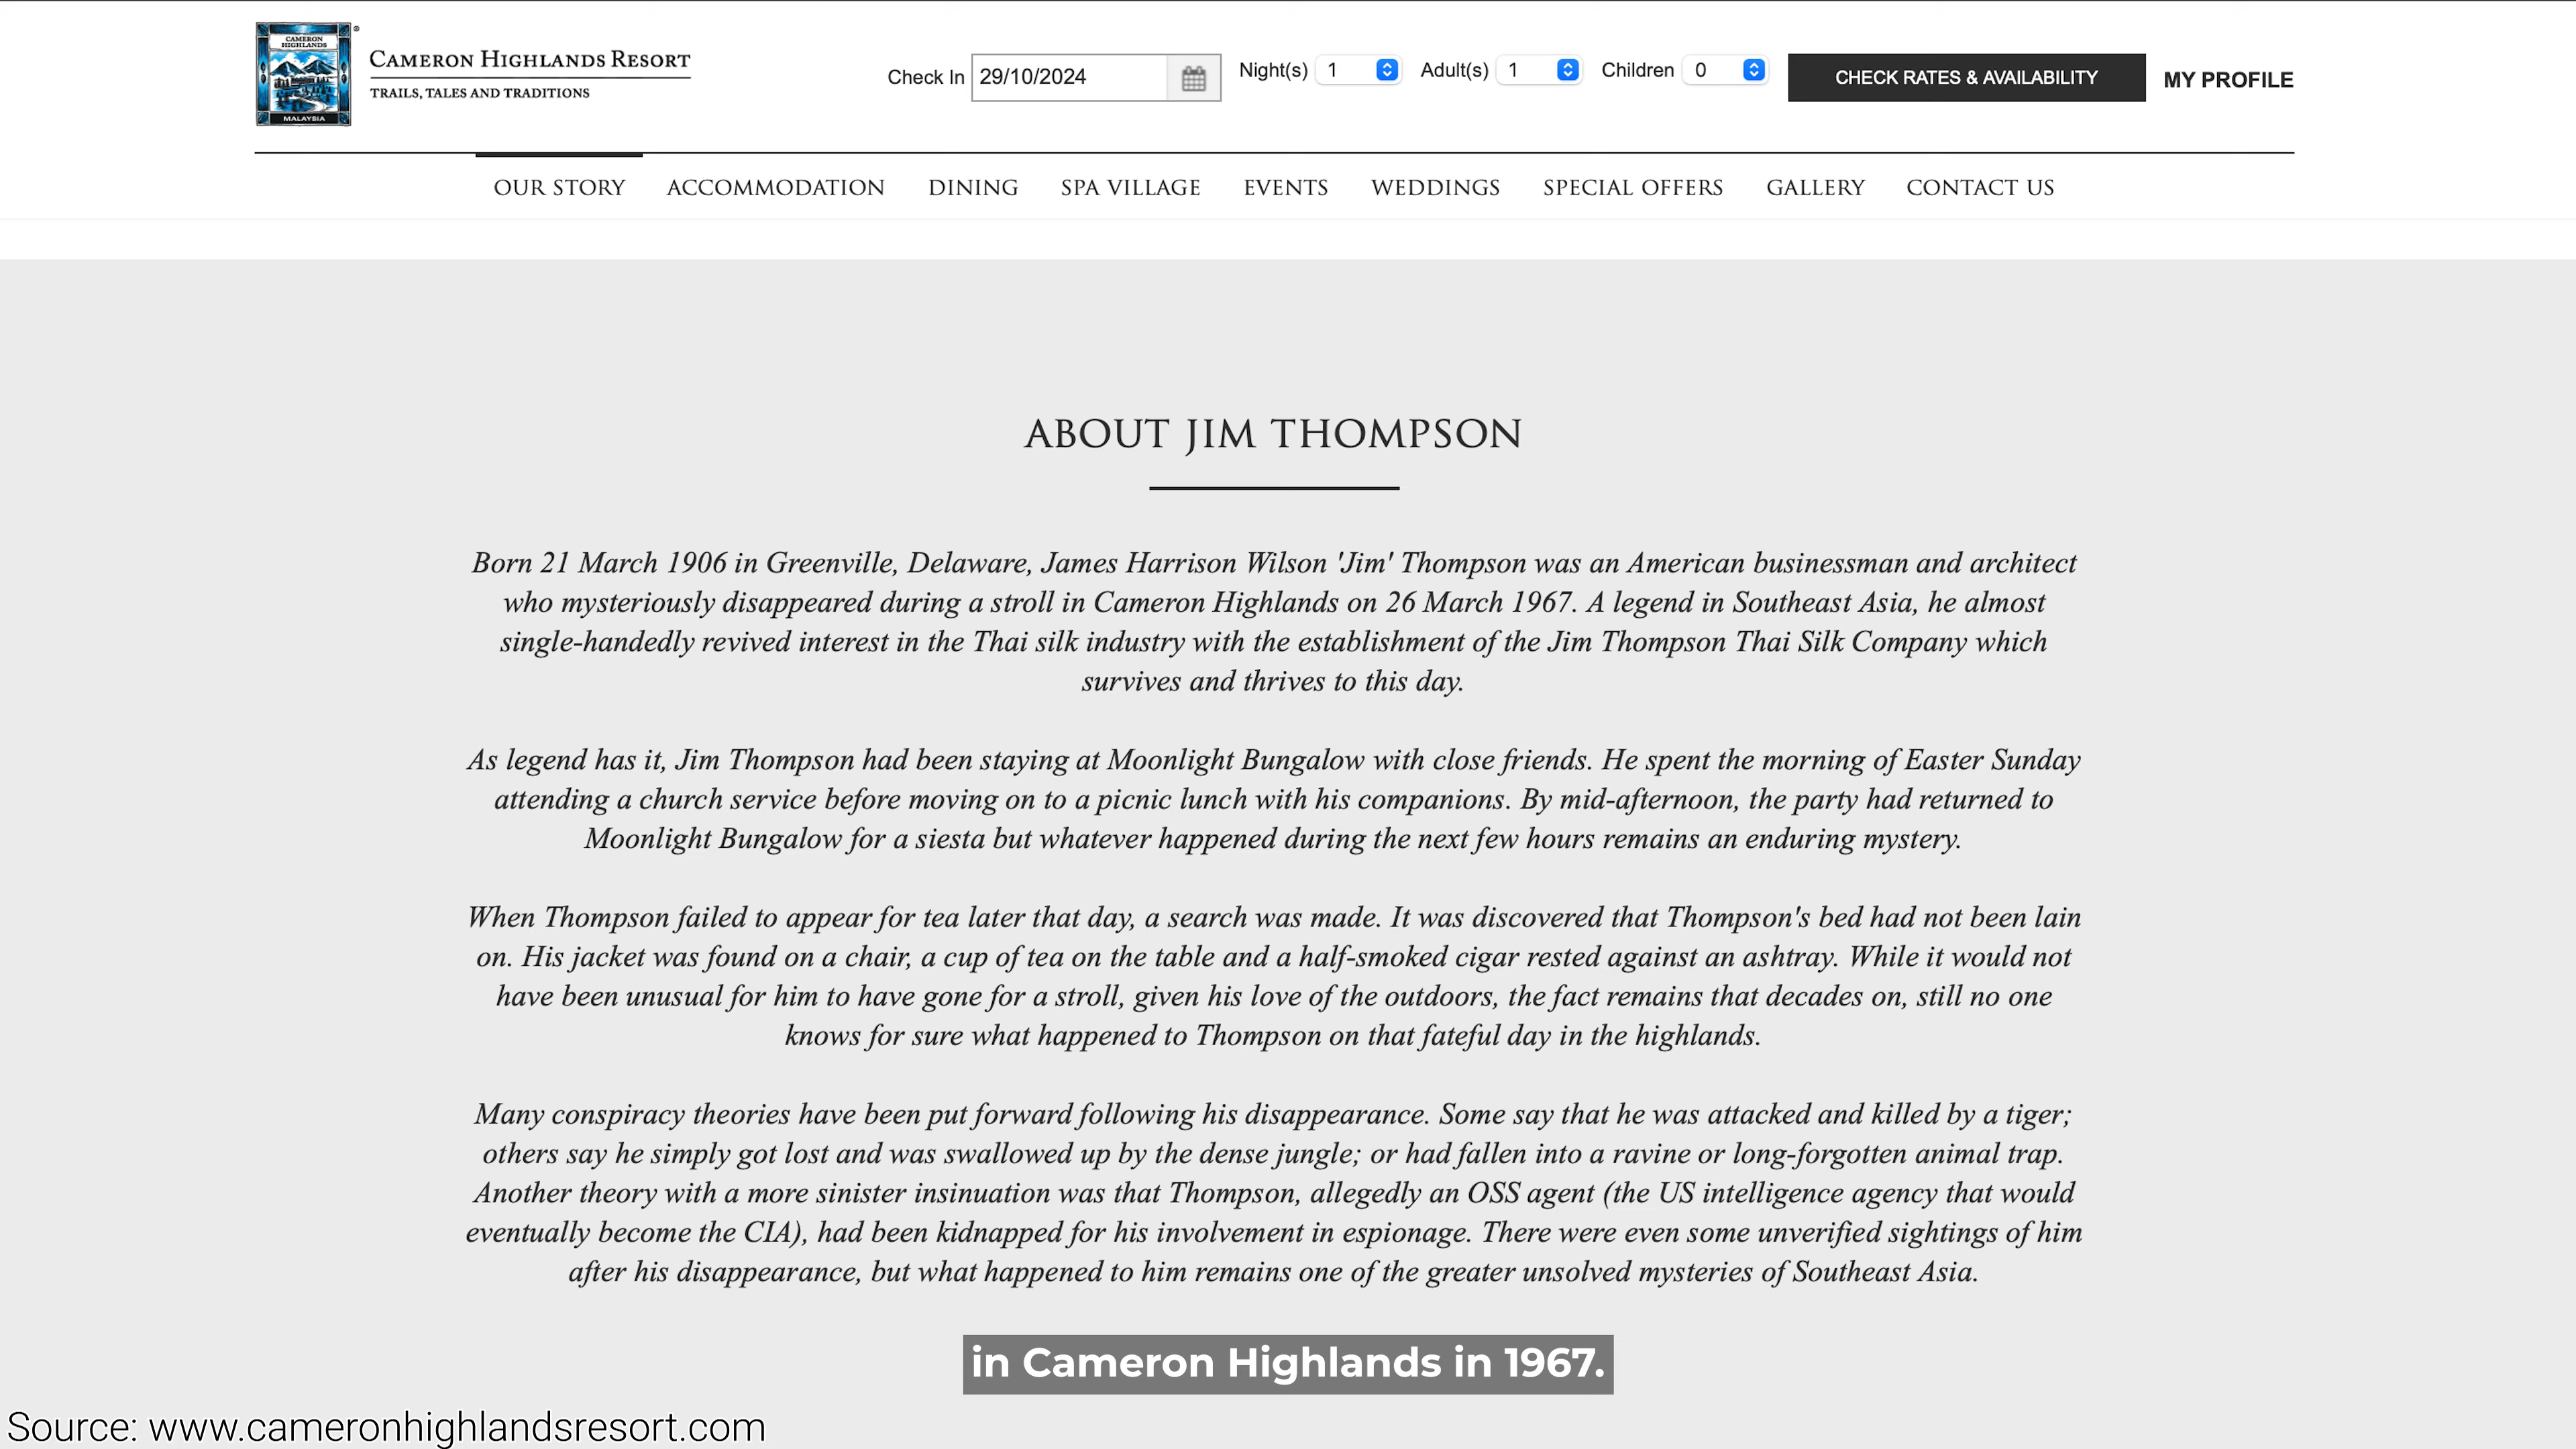 CAMERON HIGHLANDS
MALAYSIA
®
CAMERON HIGHLANDS RESORT
TRAILS, TALES AND TRADITIONS
Check In 29/10/2024 Night(s) 1 Adult(s) 1 Children 0 CHECK RATES & AVAILABILITY MY PROFILE
OUR STORY ACCOMMODATION DINING SPA VILLAGE EVENTS WEDDINGS SPECIAL OFFERS GALLERY CONTACT US
ABOUT JIM THOMPSON
Born 21 March 1906 in Greenville, Delaware, James Harrison Wilson 'Jim' Thompson was an American businessman and architect
who mysteriously disappeared during a stroll in Cameron Highlands on 26 March 1967. A legend in Southeast Asia, he almost
single-handedly revived interest in the Thai silk industry with the establishment of the Jim Thompson Thai Silk Company which
survives and thrives to this day.
As legend has it, Jim Thompson had been staying at Moonlight Bungalow with close friends. He spent the morning of Easter Sunday
attending a church service before moving on to a picnic lunch with his companions. By mid-afternoon, the party had returned to
Moonlight Bungalow for a siesta but whatever happened during the next few hours remains an enduring mystery.
When Thompson failed to appear for tea later that day, a search was made. It was discovered that Thompson's bed had not been lain
on. His jacket was found on a chair, a cup of tea on the table and a half-smoked cigar rested against an ashtray. While it would not
have been unusual for him to have gone for a stroll, given his love of the outdoors, the fact remains that decades on, still no one
knows for sure what happened to Thompson on that fateful day in the highlands.
Many conspiracy theories have been put forward following his disappearance. Some say that he was attacked and killed by a tiger;
others say he simply got lost and was swallowed up by the dense jungle; or had fallen into a ravine or long-forgotten animal trap.
Another theory with a more sinister insinuation was that Thompson, allegedly an OSS agent (the US intelligence agency that would
eventually become the CIA), had been kidnapped for his involvement in espionage. There were even some unverified sightings of him
after his disappearance, but what happened to him remains one of the greater unsolved mysteries of Southeast Asia.
in Cameron Highlands in 1967.
Source: www.cameronhighlandsresort.com